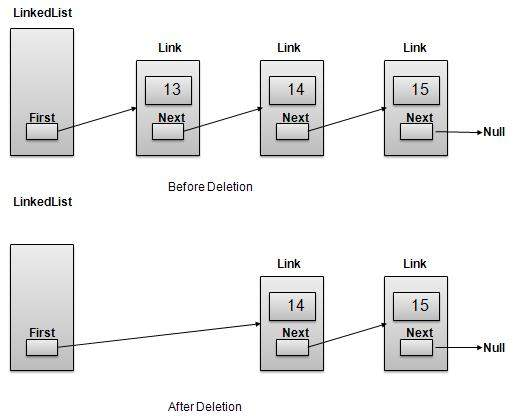 LinkedList
Link Link Link
13 14 15
First Next Next Next
Null
Before Deletion
LinkedList
Link Link
14 15
First Next Next
Null
After Deletion